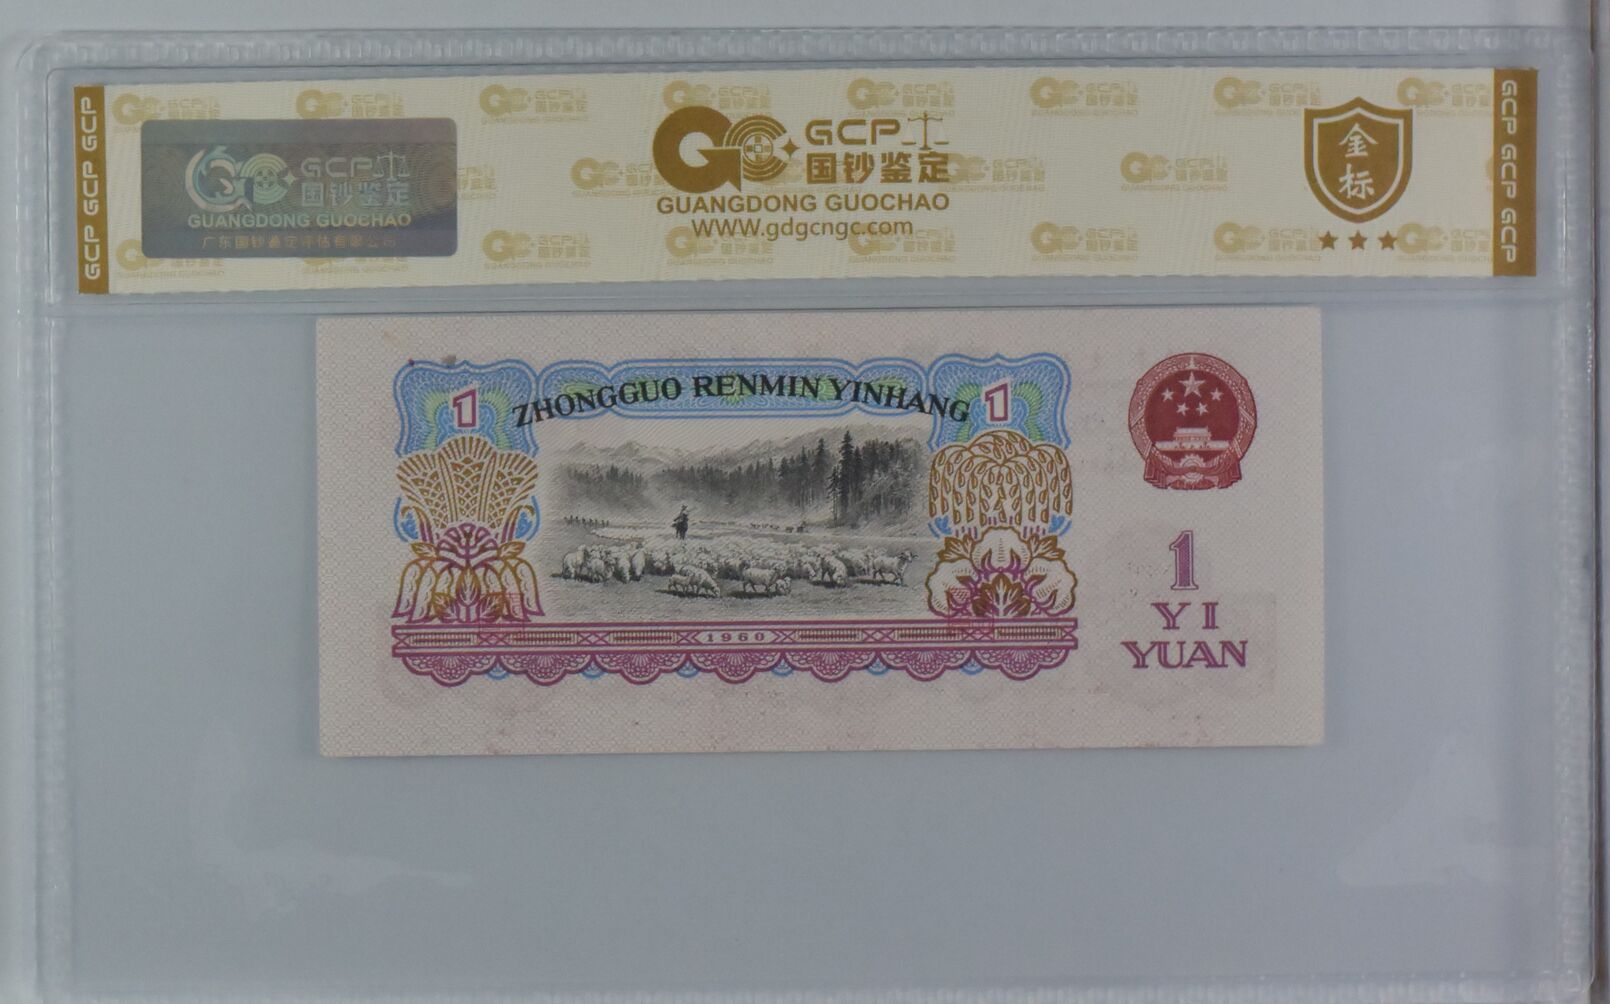 GCP GCP GCP
GCP
国钞鉴定
GUANGDONG GUOCHAO
广东国钞鉴定评估有限公司
GCP
国钞鉴定
GUANGDONG GUOCHAO
WWW.gdgcngc.com
金
标
GCP GCP GCP
ZHONGGUO RENMIN YINHANG
1
1
1960
1
YI
YUAN